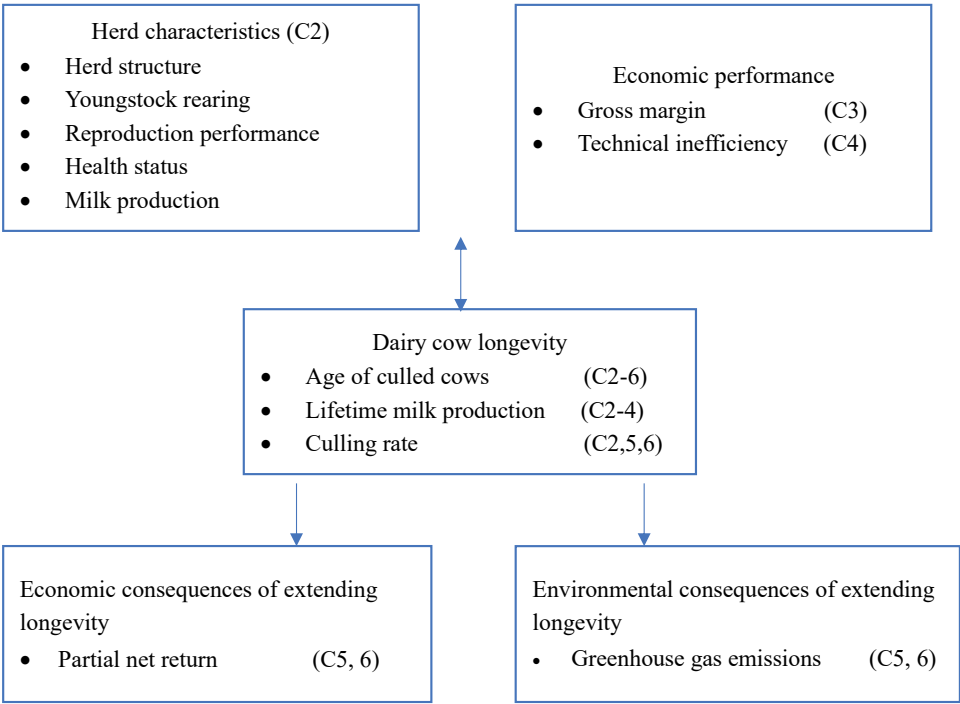 Herd characteristics (C2)
• Herd structure
• Youngstock rearing
• Reproduction performance
• Health status
• Milk production
Economic performance
• Gross margin (C3)
• Technical inefficiency (C4)
Dairy cow longevity
• Age of culled cows (C2-6)
• Lifetime milk production (C2-4)
• Culling rate (C2,5,6)
Economic consequences of extending
longevity
• Partial net return (C5, 6)
Environmental consequences of extending
longevity
• Greenhouse gas emissions (C5, 6)